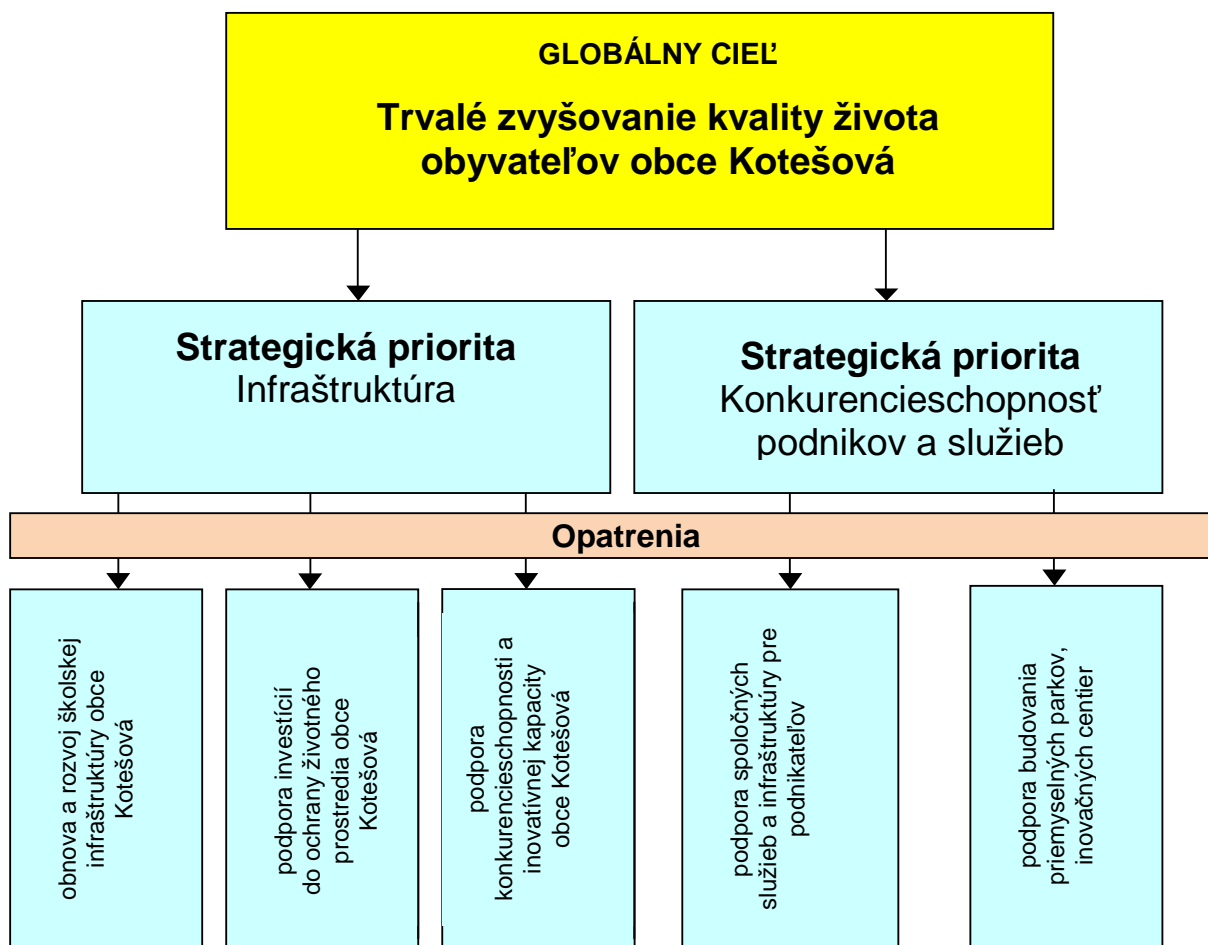 GLOBÁLNY CIEĽ
Trvalé zvyšovanie kvality života
obyvateľov obce Kotešová
Strategická priorita
Infraštruktúra
Strategická priorita
Konkurencieschopnosť
podnikov a služieb
Opatrenia
obnova a rozvoj školskej
infraštruktúry obce
Kotešová
podpora investícií
do ochrany životného
prostredia obce
Kotešová
podpora
konkurencieschopnosti a
inovatívnej kapacity
obce Kotešová
podpora spoločných
služieb a infraštruktúry pre
podnikateľov
podpora budovania
priemyselných parkov,
inovačných centier